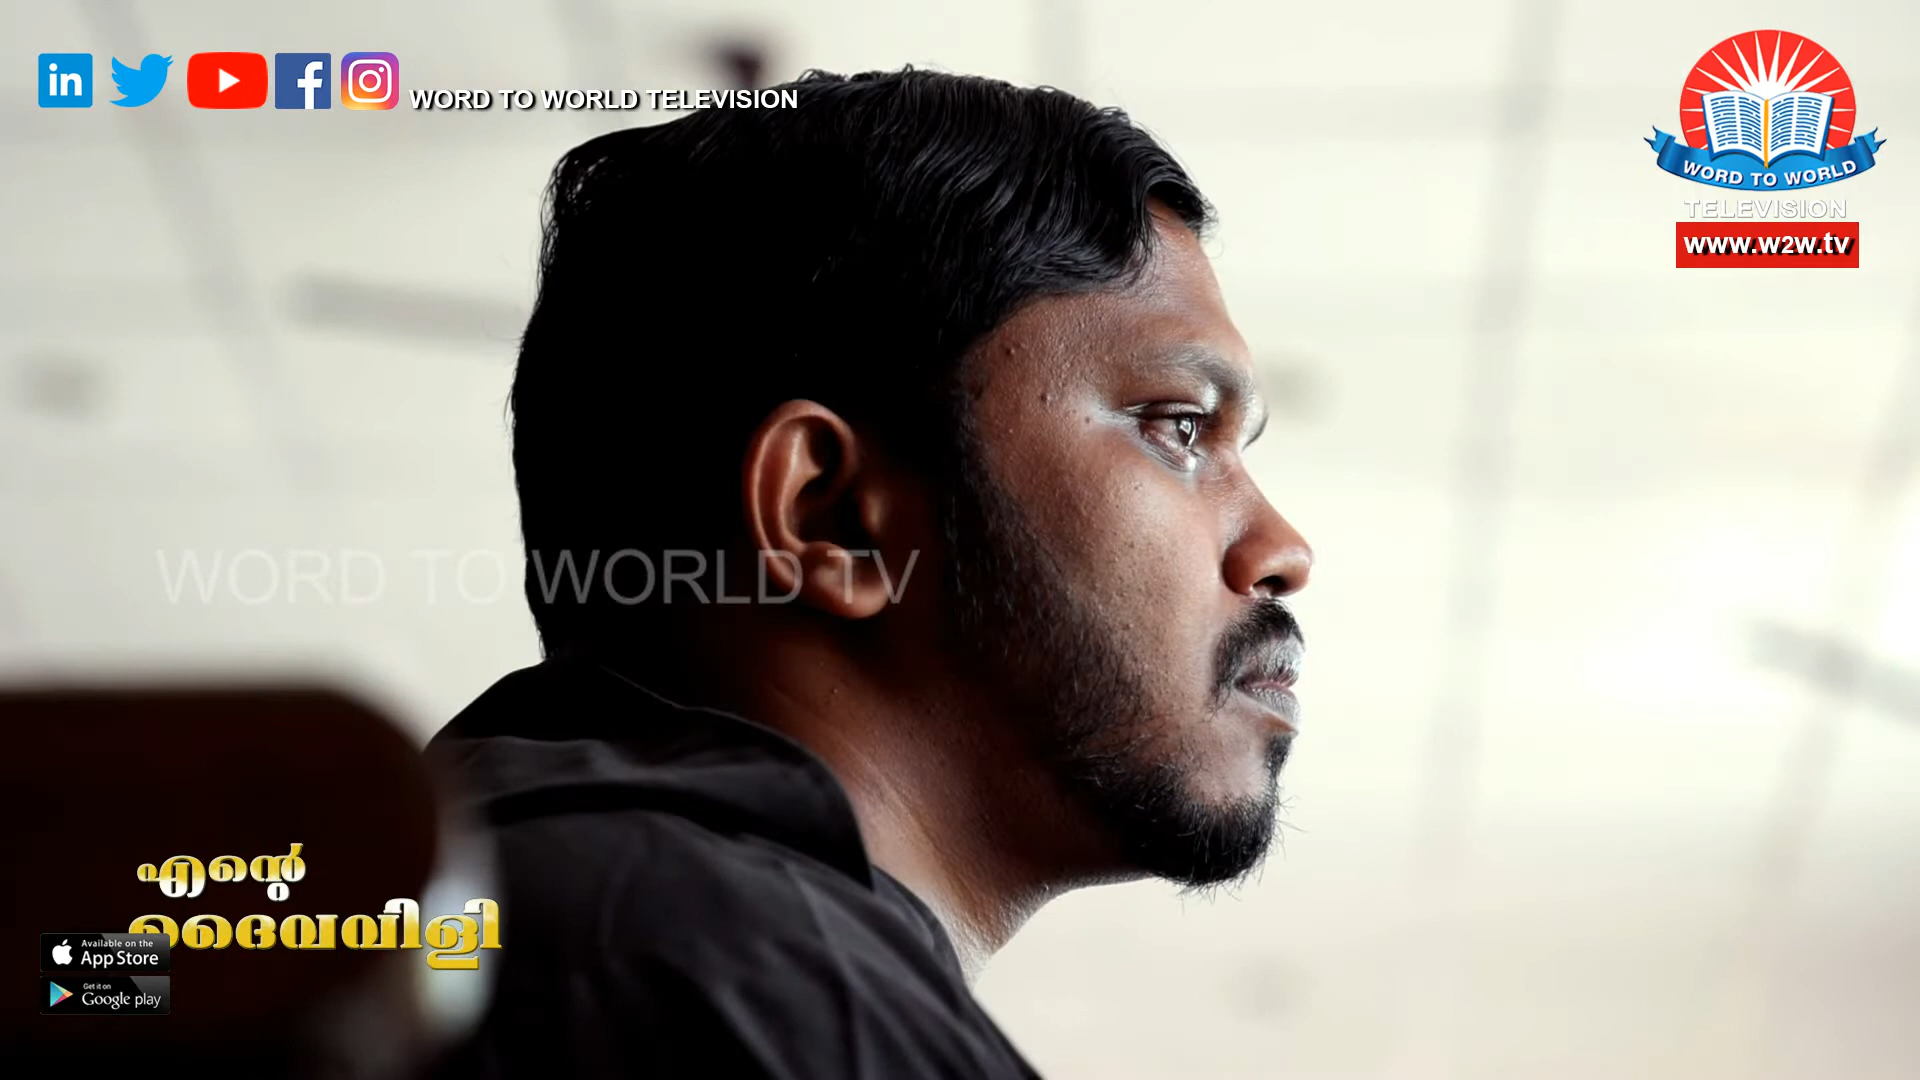 in
f
WORD TO WORLD TELEVISION
WORD TO WORLD
TELEVISION
www.w2w.tv
WORD TO WORLD TV
എന്റെ
ദൈവവിളി
Available on the
App Store
Get it on
Google play